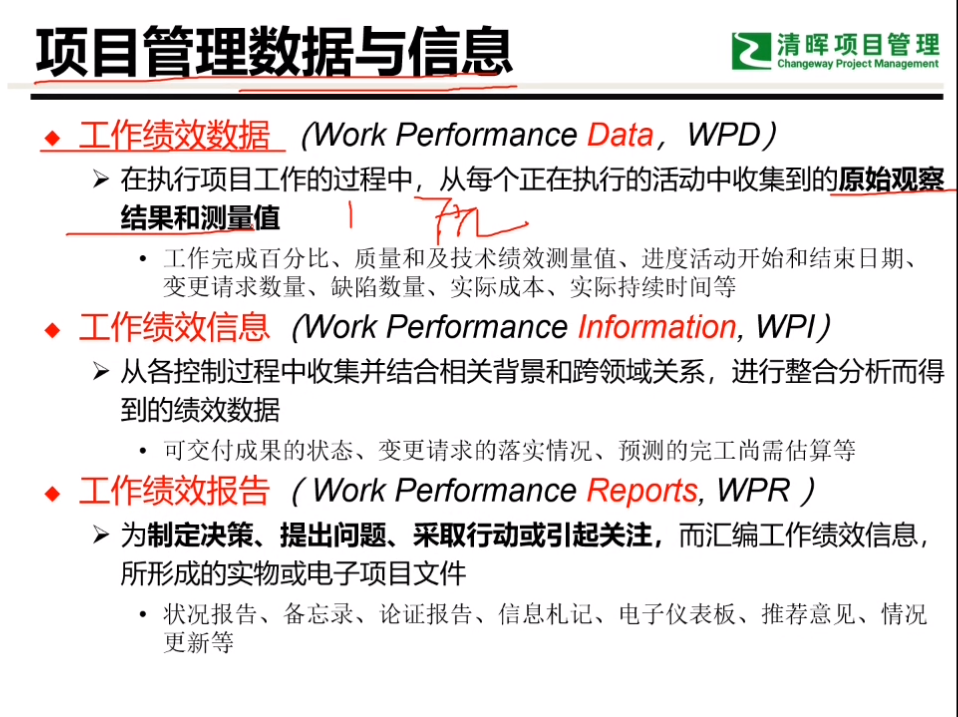 项目管理数据与信息
清晖项目管理
Changeway Project Management
◆ 工作绩效数据 （Work Performance Data，WPD）
➢ 在执行项目工作的过程中，从每个正在执行的活动中收集到的原始观察
结果和测量值
• 工作完成百分比、质量和及技术绩效测量值、进度活动开始和结束日期、
变更请求数量、缺陷数量、实际成本、实际持续时间等
◆ 工作绩效信息（Work Performance Information, WPI）
➢ 从各控制过程中收集并结合相关背景和跨领域关系，进行整合分析而得
到的绩效数据
• 可交付成果的状态、变更请求的落实情况、预测的完工尚需估算等
◆ 工作绩效报告 （ Work Performance Reports, WPR ）
➢ 为制定决策、提出问题、采取行动或引起关注，而汇编工作绩效信息，
所形成的实物或电子项目文件
• 状况报告、备忘录、论证报告、信息札记、电子仪表板、推荐意见、情况
更新等